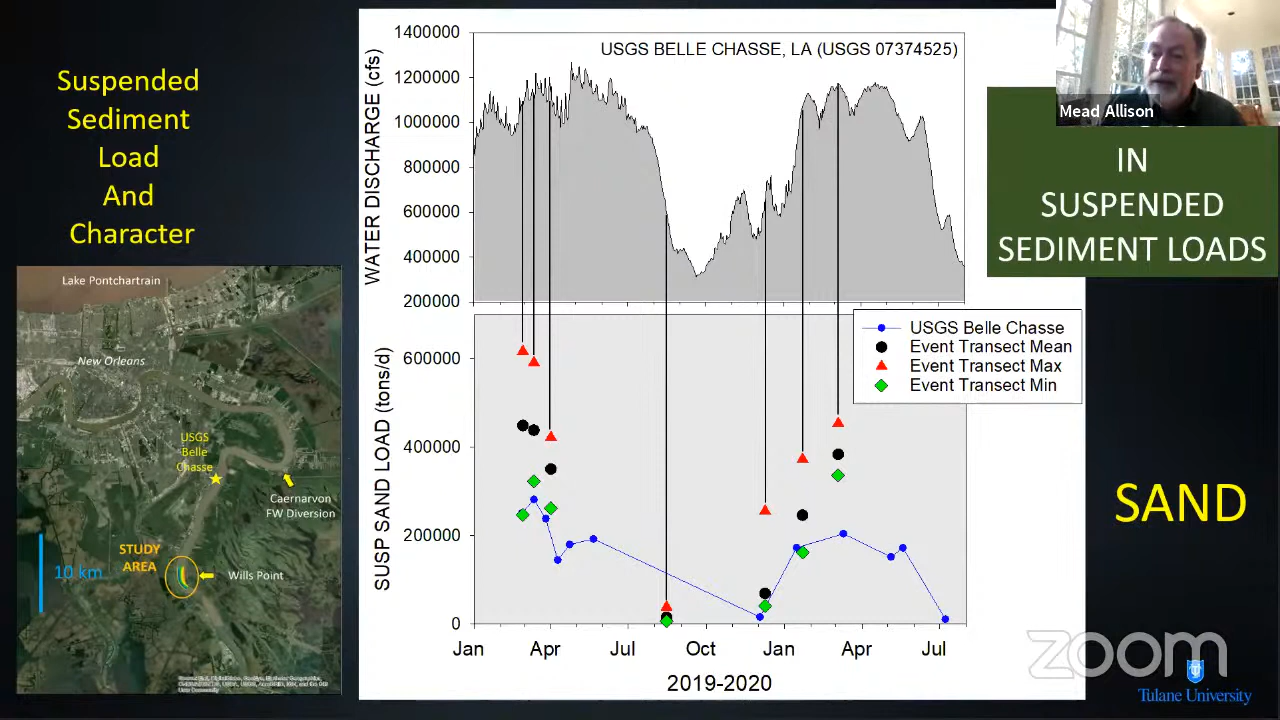 Suspended
Sediment
Load
And
Character
Lake Pontchartrain
New Orleans
USGS
Belle
Chasse
Caernarvon
FW Diversion
STUDY
AREA
10 km
Wills Point
USGS BELLE CHASSE, LA (USGS 07374525)
WATER DISCHARGE (cfs)
1400000
1200000
1000000
800000
600000
400000
200000
SUSP SAND LOAD (tons/d)
600000
400000
200000
0
USGS Belle Chasse
Event Transect Mean
Event Transect Max
Event Transect Min
Jan
Apr
Jul
Oct
Jan
Apr
Jul
2019-2020
Mead Allison
IN
SUSPENDED
SEDIMENT LOADS
SAND
zoom
Tulane University